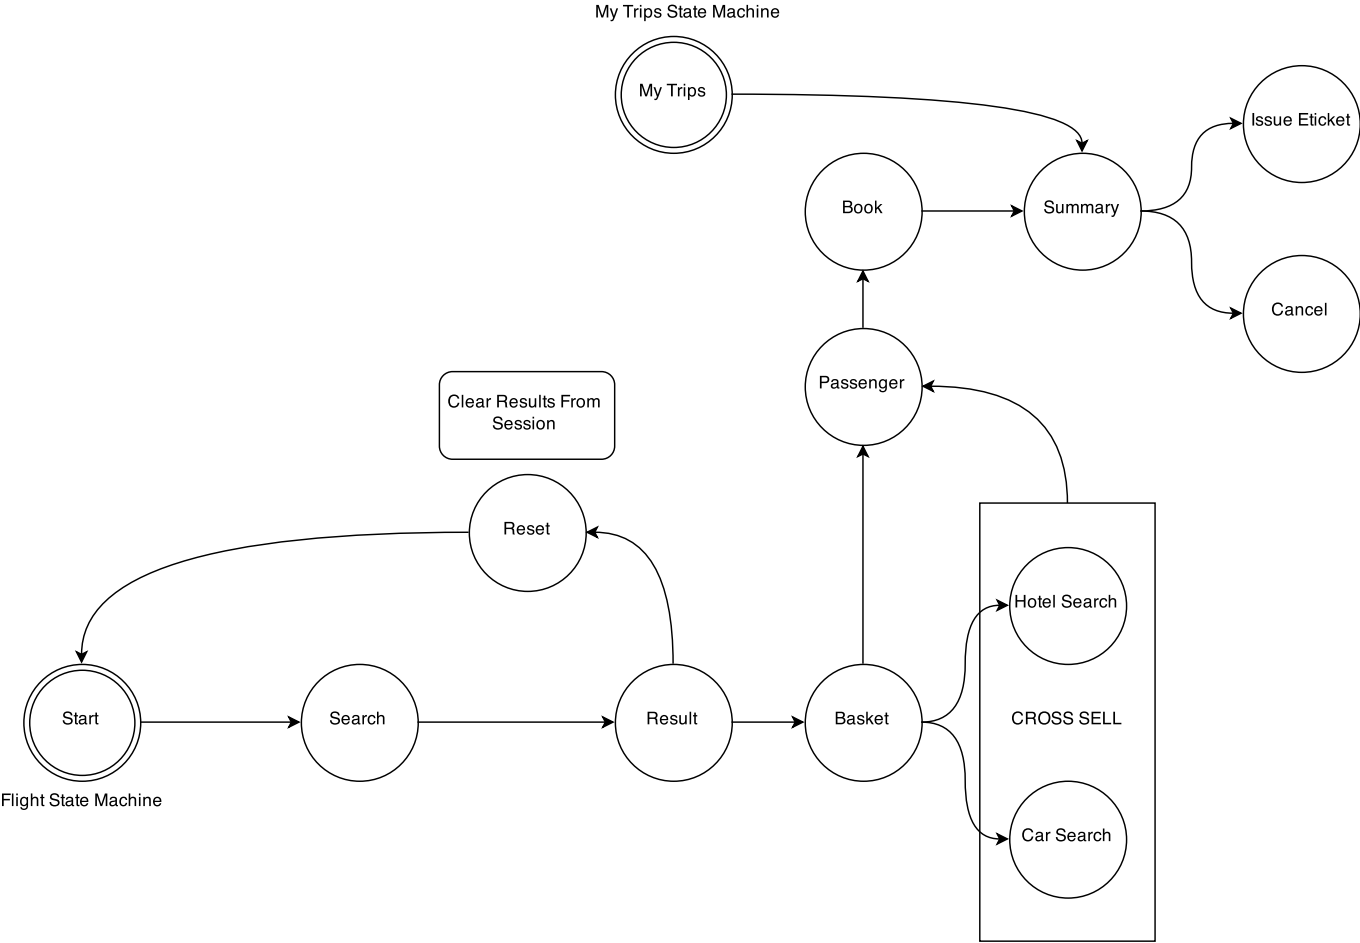 My Trips State Machine
My Trips
Issue Eticket
Book
Summary
Cancel
Passenger
Clear Results From
Session
Reset
Hotel Search
Start
Search
Result
Basket
CROSS SELL
Flight State Machine
Car Search